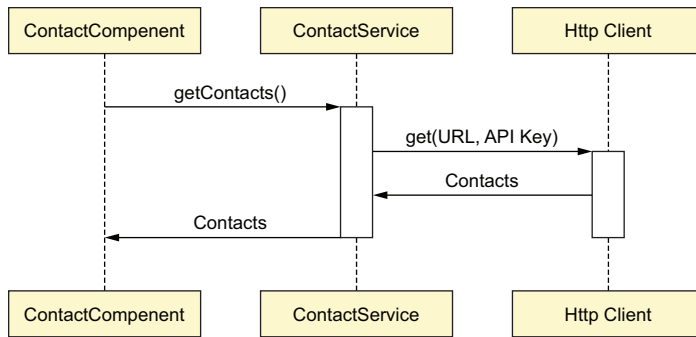 ContactCompenent
ContactService
Http Client
getContacts()
get(URL, API Key)
Contacts
Contacts
ContactCompenent
ContactService
Http Client